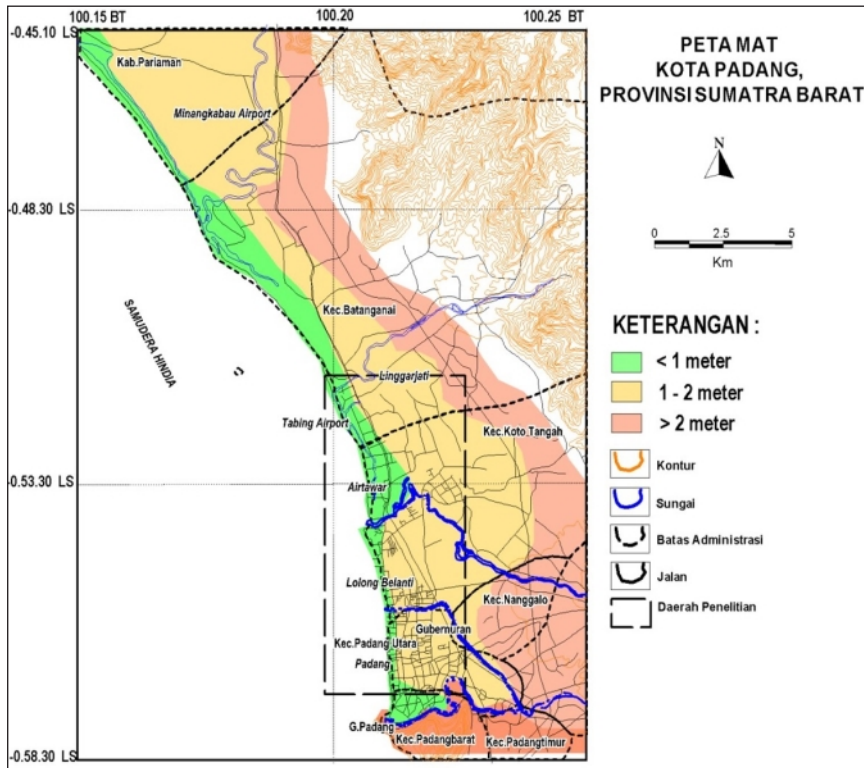 100.15 BT
100.20
100.25 BT
-0.45.10 LS
-0.48.30 LS
-0.53.30 LS
-0.58.30 LS
Kab.Pariaman
Minangkabau Airport
SAMUDERA HINDIA
Kec.Batanganai
Linggarjati
Tabing Airport
Kec.Koto Tangah
Airtawar
Lolong Belanti
Kec.Nanggalo
Gubernuran
Kec.Padang Utara
Padang
G.Padang
Kec.Padangbarat
Kec.Padangtimur
PETA MAT
KOTA PADANG,
PROVINSI SUMATRA BARAT
N
0 2.5 5
Km
KETERANGAN :
< 1 meter
1 - 2 meter
> 2 meter
Kontur
Sungai
Batas Administrasi
Jalan
Daerah Penelitian